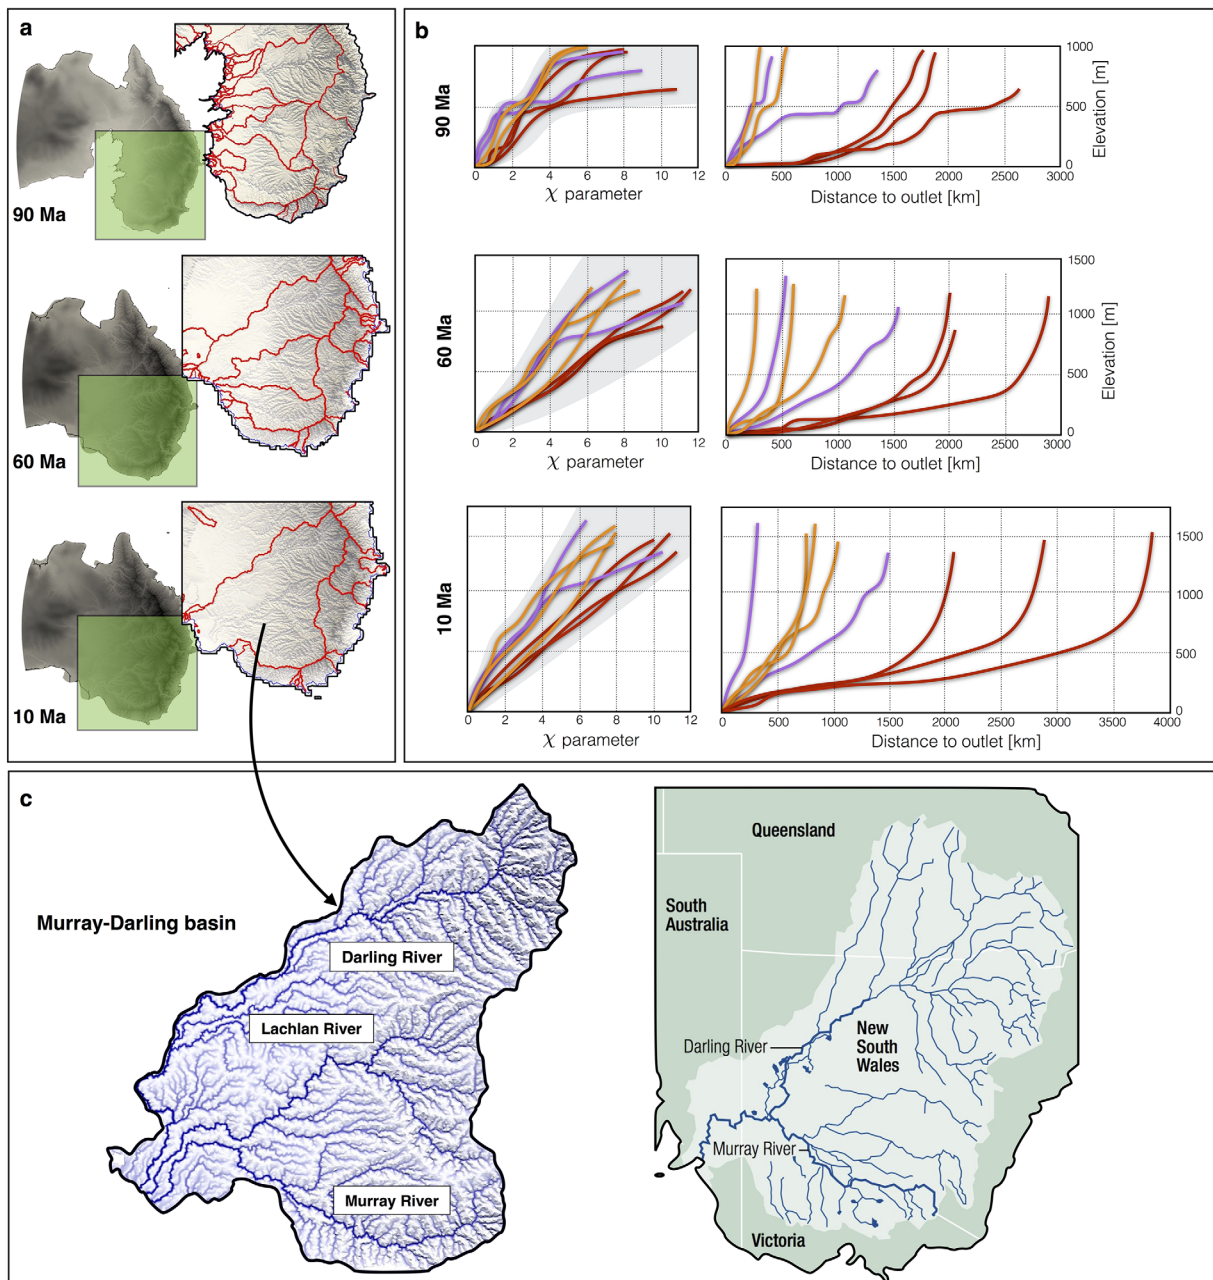 a
90 Ma
60 Ma
10 Ma
b
90 Ma
0 2 4 6 8 10 12
χ parameter
1000
500
0
Elevation [m]
0 500 1000 1500 2000 2500 3000
Distance to outlet [km]
60 Ma
0 2 4 6 8 10 12
χ parameter
1500
1000
500
0
Elevation [m]
0 500 1000 1500 2000 2500 3000
Distance to outlet [km]
10 Ma
0 2 4 6 8 10 12
χ parameter
1500
1000
500
0
0 500 1000 1500 2000 2500 3000 3500 4000
Distance to outlet [km]
c
Murray-Darling basin
Darling River
Lachlan River
Murray River
Queensland
South
Australia
New
South
Wales
Darling River
Murray River
Victoria